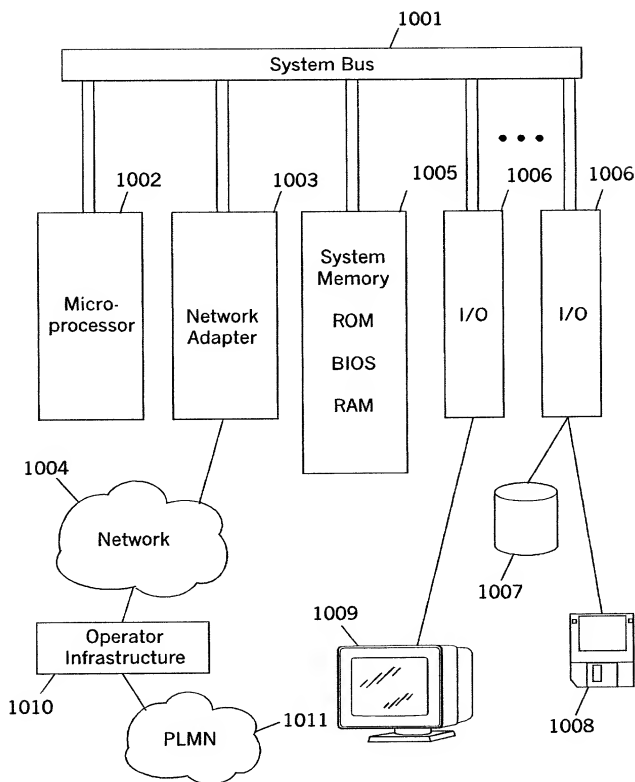 1001
System Bus
1002
1003
1005
1006
1006
Micro-
processor
Network
Adapter
System
Memory
ROM
BIOS
RAM
I/O
I/O
1004
Network
1007
1009
Operator
Infrastructure
1008
1010
PLMN
1011